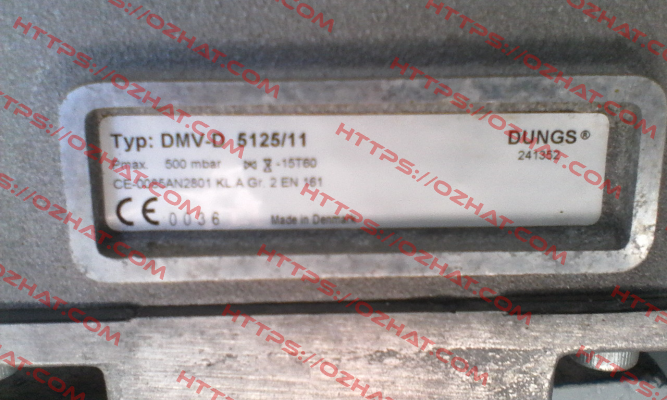 Typ: DMV-D 5125/11
DUNGS®
241352
Pmax. 500 mbar -15T60
CE-0085AN2801 KL A Gr. 2 EN 161
CE 0036
Made in Denmark
HTTPS://OZHAT.COM